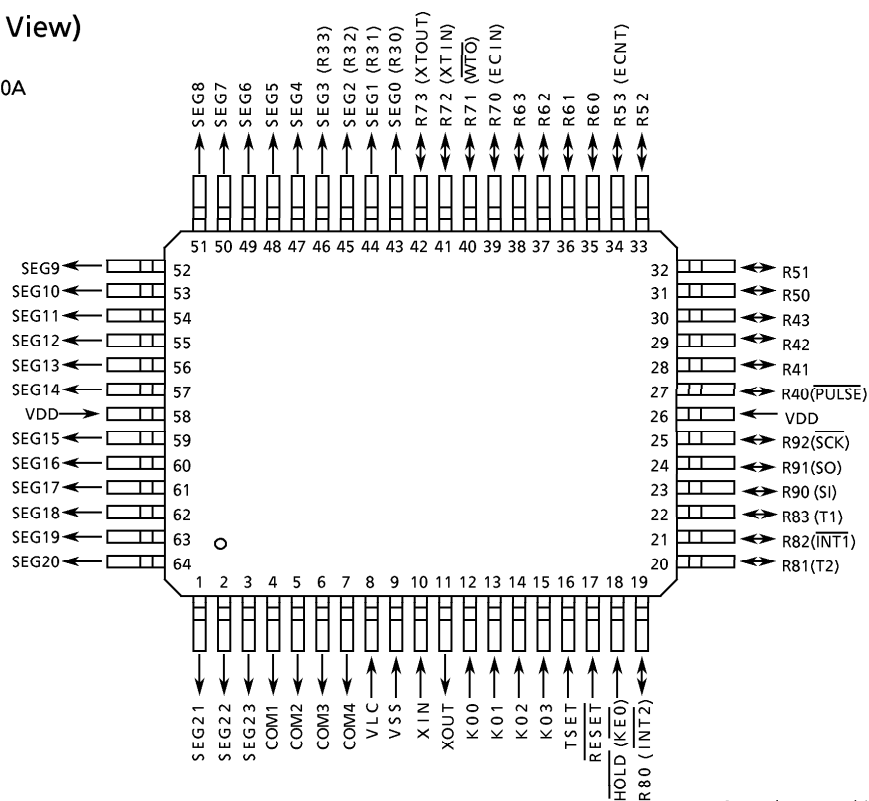 View)
0A
SEG8
SEG7
SEG6
SEG5
SEG4
SEG3 (R33)
SEG2 (R32)
SEG1 (R31)
SEG0 (R30)
R73 (XTOUT)
R72 (XTIN)
R71 (WTO)
R70 (ECIN)
R63
R62
R61
R60
R53 (ECNT)
R52
51 50 49 48 47 46 45 44 43 42 41 40 39 38 37 36 35 34 33
SEG9 52 32 R51
SEG10 53 31 R50
SEG11 54 30 R43
SEG12 55 29 R42
SEG13 56 28 R41
SEG14 57 27 R40(PULSE)
VDD 58 26 VDD
SEG15 59 25 R92(SCK)
SEG16 60 24 R91(SO)
SEG17 61 23 R90 (SI)
SEG18 62 22 R83 (T1)
SEG19 63 21 R82(INT1)
SEG20 64 20 R81(T2)
1 2 3 4 5 6 7 8 9 10 11 12 13 14 15 16 17 18 19
SEG21
SEG22
SEG23
COM1
COM2
COM3
COM4
VLC
VSS
XIN
XOUT
K00
K01
K02
K03
TSET
RESET
HOLD (KE0)
R80 (INT2)